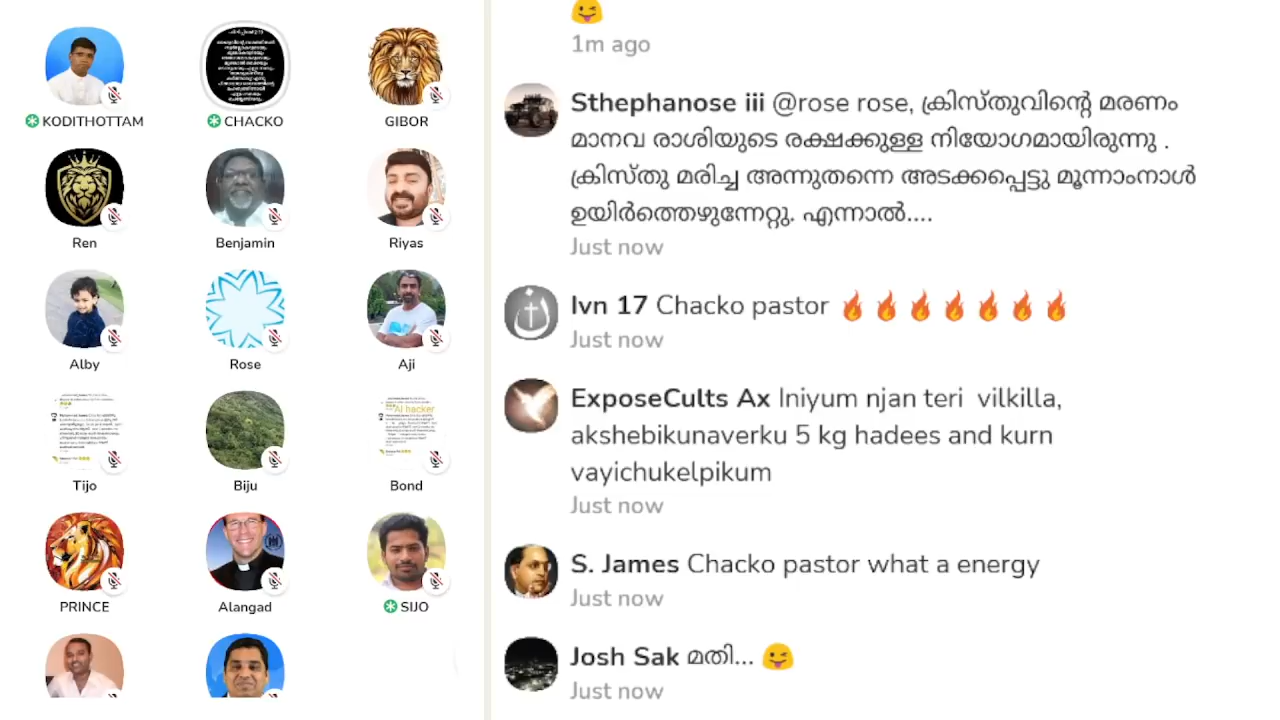 KODITHOTTAM
CHACKO
GIBOR
Ren
Benjamin
Riyas
Alby
Rose
Aji
AI hacker
Tijo
Biju
Bond
PRINCE
Alangad
SIJO
1m ago
Sthephanose iii @rose rose, ക്രിസ്തുവിന്റെ മരണം
മാനവ രാശിയുടെ രക്ഷക്കുള്ള നിയോഗമായിരുന്നു .
ക്രിസ്തു മരിച്ച അന്നുതന്നെ അടക്കപ്പെട്ടു മൂന്നാംനാൾ
ഉയിർത്തെഴുന്നേറ്റു. എന്നാൽ....
Just now
Ivn 17 Chacko pastor 🔥🔥🔥🔥🔥🔥🔥
Just now
ExposeCults Ax Iniyum njan teri vilkilla,
akshebikunaverku 5 kg hadees and kurn
vayichukelpikum
Just now
S. James Chacko pastor what a energy
Just now
Josh Sak മതി... 😜
Just now